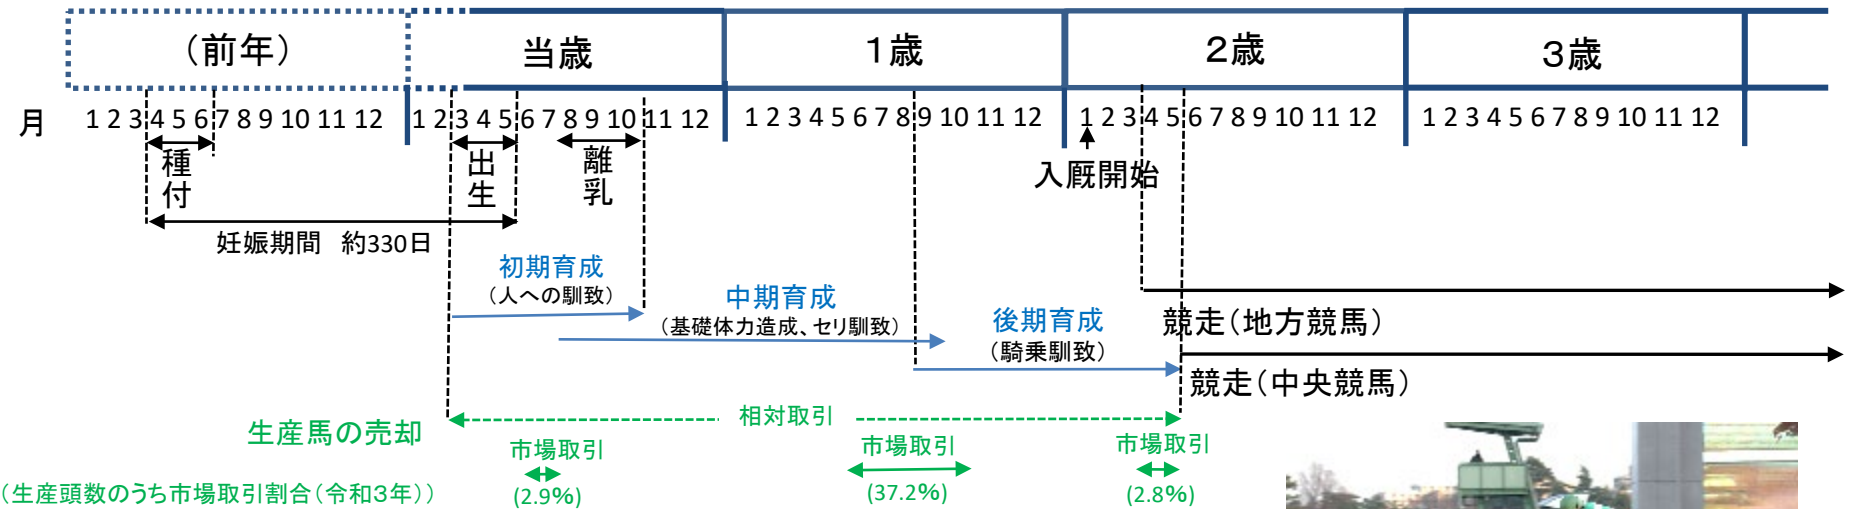 （前年） 当歳 １歳 ２歳 ３歳
月 1 2 3 4 5 6 7 8 9 10 11 12 1 2 3 4 5 6 7 8 9 10 11 12 1 2 3 4 5 6 7 8 9 10 11 12 1 2 3 4 5 6 7 8 9 10 11 12 1 2 3 4 5 6 7 8 9 10 11 12
種付
出生
離乳
入厩開始
妊娠期間 約330日
初期育成
（人への馴致）
中期育成
（基礎体力造成、セリ馴致）
後期育成
（騎乗馴致）
競走（地方競馬）
競走（中央競馬）
相対取引
生産馬の売却
市場取引 市場取引 市場取引
（生産頭数のうち市場取引割合（令和３年）） (2.9%) (37.2%) (2.8%)